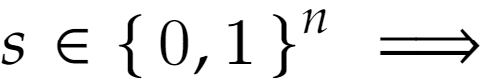 s ∈ { 0, 1 }ⁿ ⟹